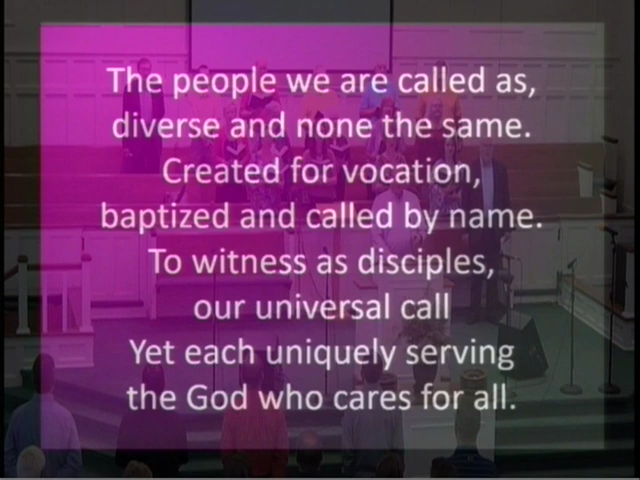 The people we are called as,
diverse and none the same.
Created for vocation,
baptized and called by name.
To witness as disciples,
our universal call
Yet each uniquely serving
the God who cares for all.